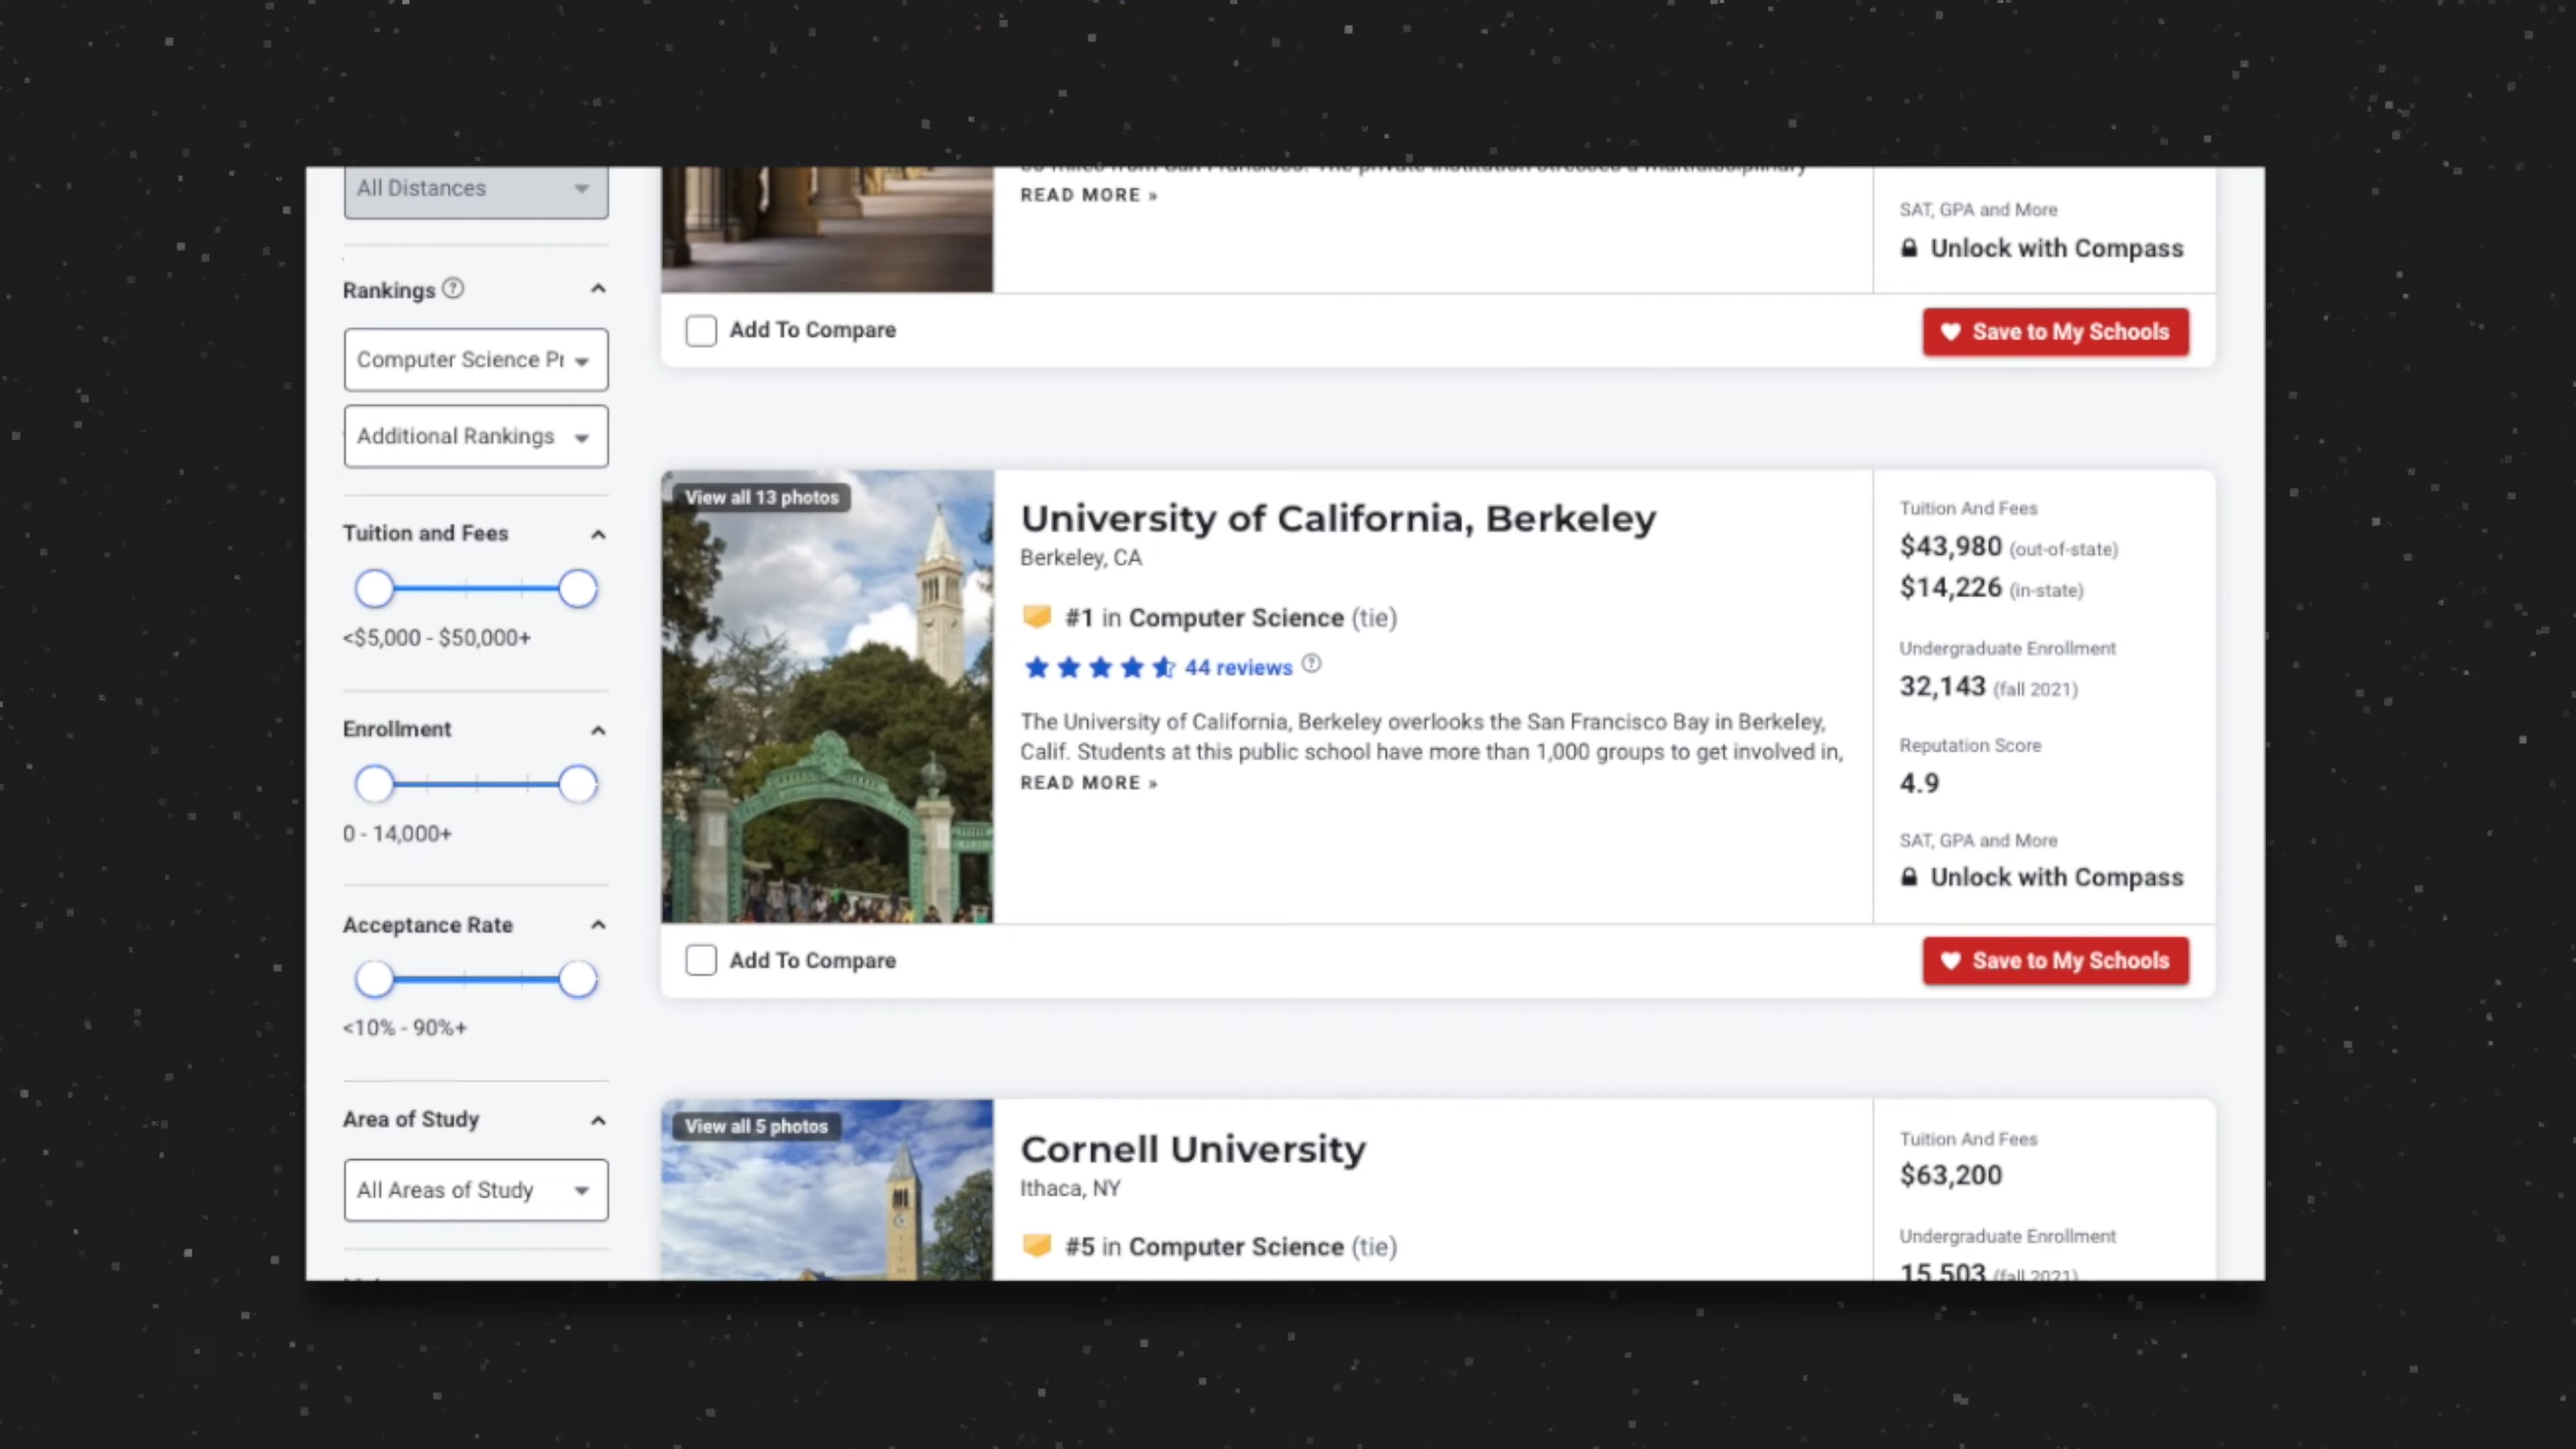 All Distances
Rankings ?
Computer Science Pr
Additional Rankings
Tuition and Fees
<$5,000 - $50,000+
Enrollment
0 - 14,000+
Acceptance Rate
<10% - 90%+
Area of Study
All Areas of Study
READ MORE »
SAT, GPA and More
Unlock with Compass
Add To Compare
Save to My Schools
View all 13 photos
University of California, Berkeley
Berkeley, CA
#1 in Computer Science (tie)
44 reviews ?
The University of California, Berkeley overlooks the San Francisco Bay in Berkeley,
Calif. Students at this public school have more than 1,000 groups to get involved in,
READ MORE »
Tuition And Fees
$43,980 (out-of-state)
$14,226 (in-state)
Undergraduate Enrollment
32,143 (fall 2021)
Reputation Score
4.9
SAT, GPA and More
Unlock with Compass
Add To Compare
Save to My Schools
View all 5 photos
Cornell University
Ithaca, NY
#5 in Computer Science (tie)
Tuition And Fees
$63,200
Undergraduate Enrollment
15,503 (fall 2021)